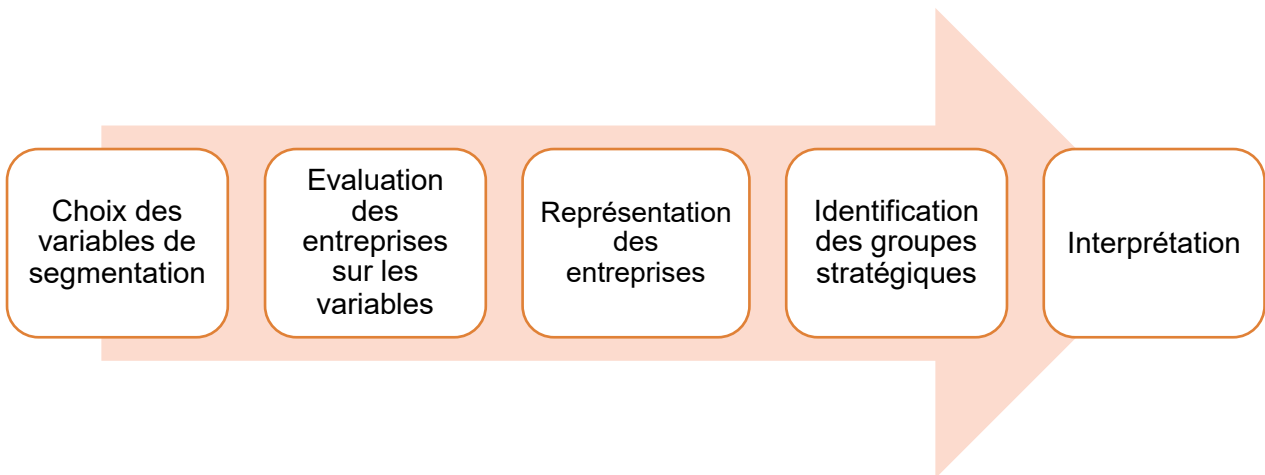 Choix des
variables de
segmentation
Evaluation
des
entreprises
sur les
variables
Représentation
des
entreprises
Identification
des groupes
stratégiques
Interprétation